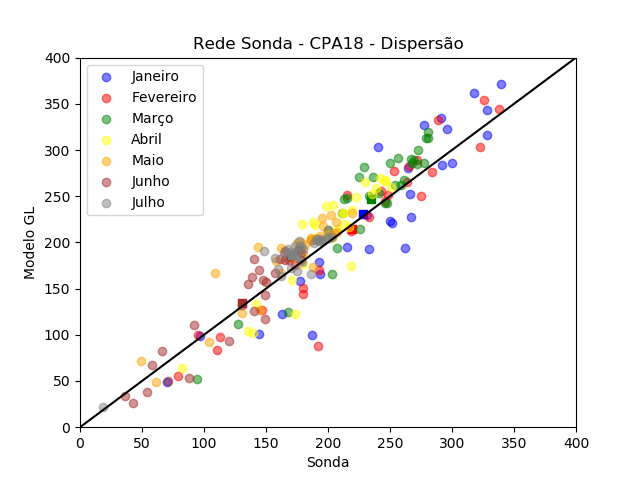 Rede Sonda - CPA18 - Dispersão
Janeiro
Fevereiro
Março
Abril
Maio
Junho
Julho
Modelo GL
400
350
300
250
200
150
100
50
0
0 50 100 150 200 250 300 350 400
Sonda